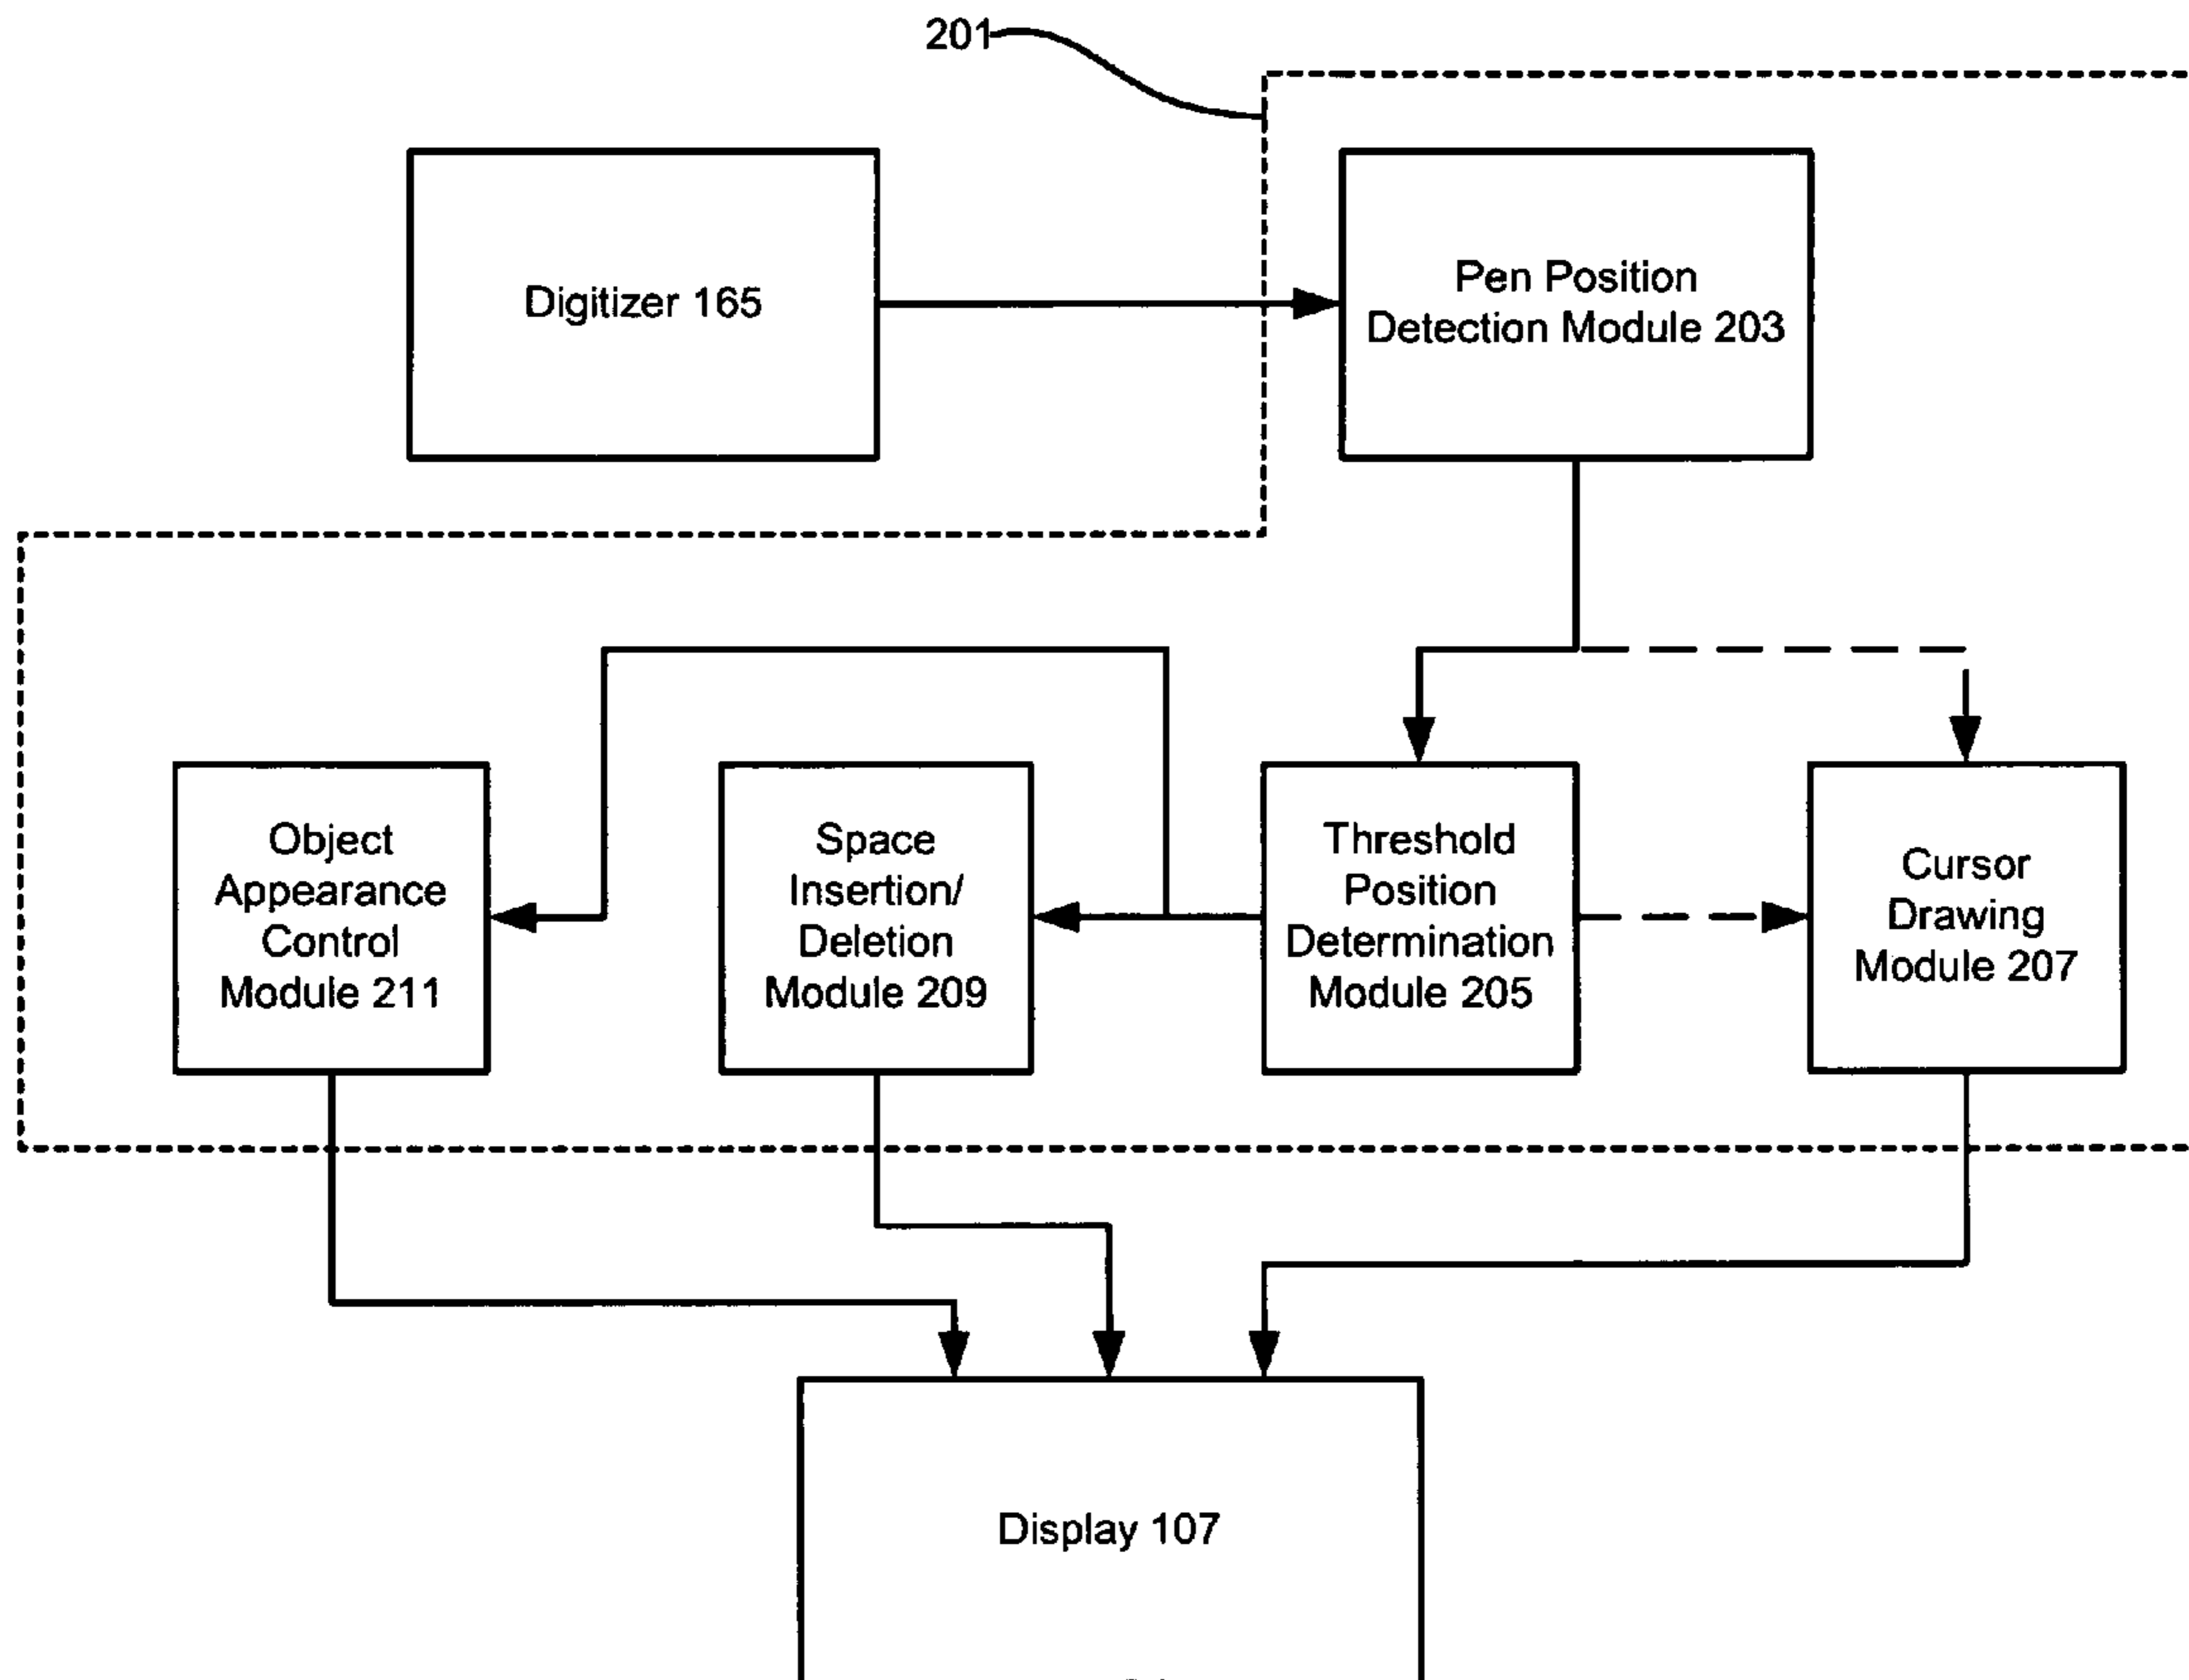 201
Digitizer 165
Pen Position
Detection Module 203
Object
Appearance
Control
Module 211
Space
Insertion/
Deletion
Module 209
Threshold
Position
Determination
Module 205
Cursor
Drawing
Module 207
Display 107